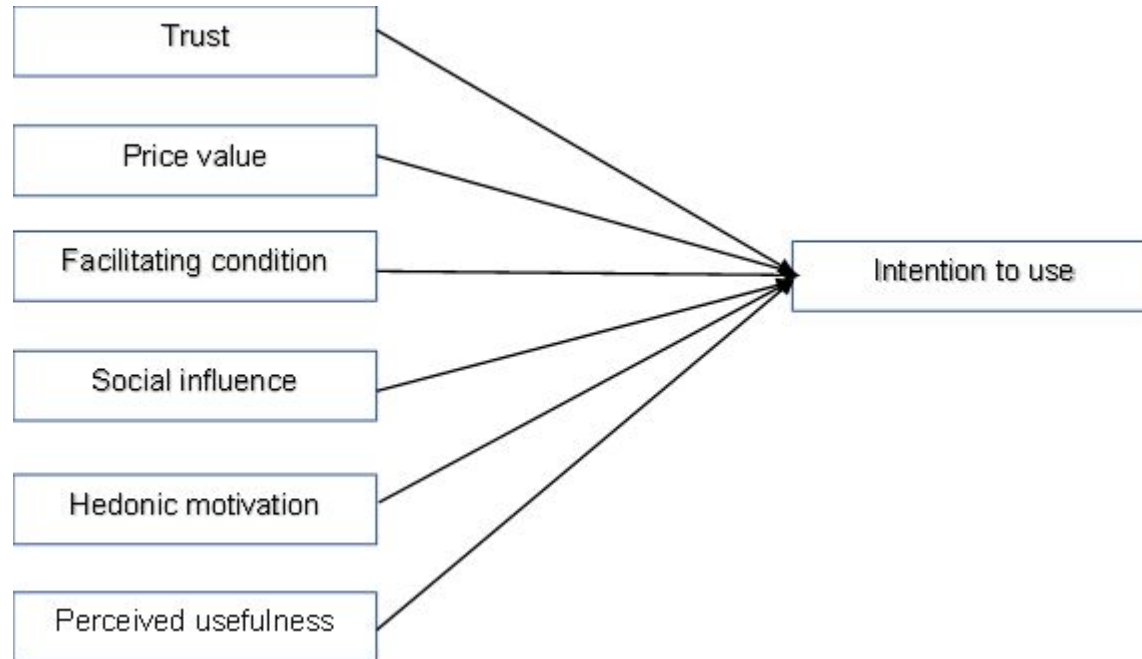 Trust
Price value
Facilitating condition
Intention to use
Social influence
Hedonic motivation
Perceived usefulness